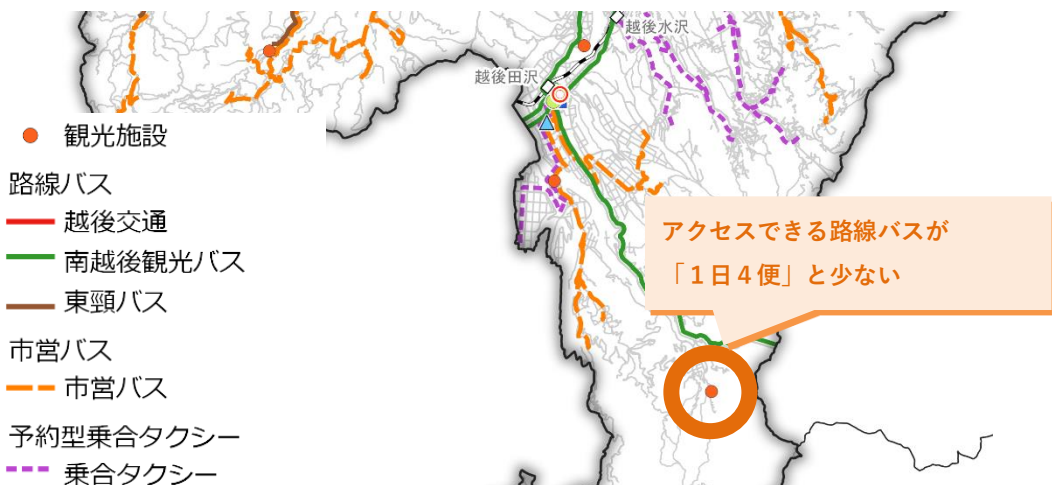 越後水沢
越後田沢
観光施設
路線バス
越後交通
南越後観光バス
東頸バス
市営バス
市営バス
予約型乗合タクシー
乗合タクシー
アクセスできる路線バスが
「１日４便」と少ない